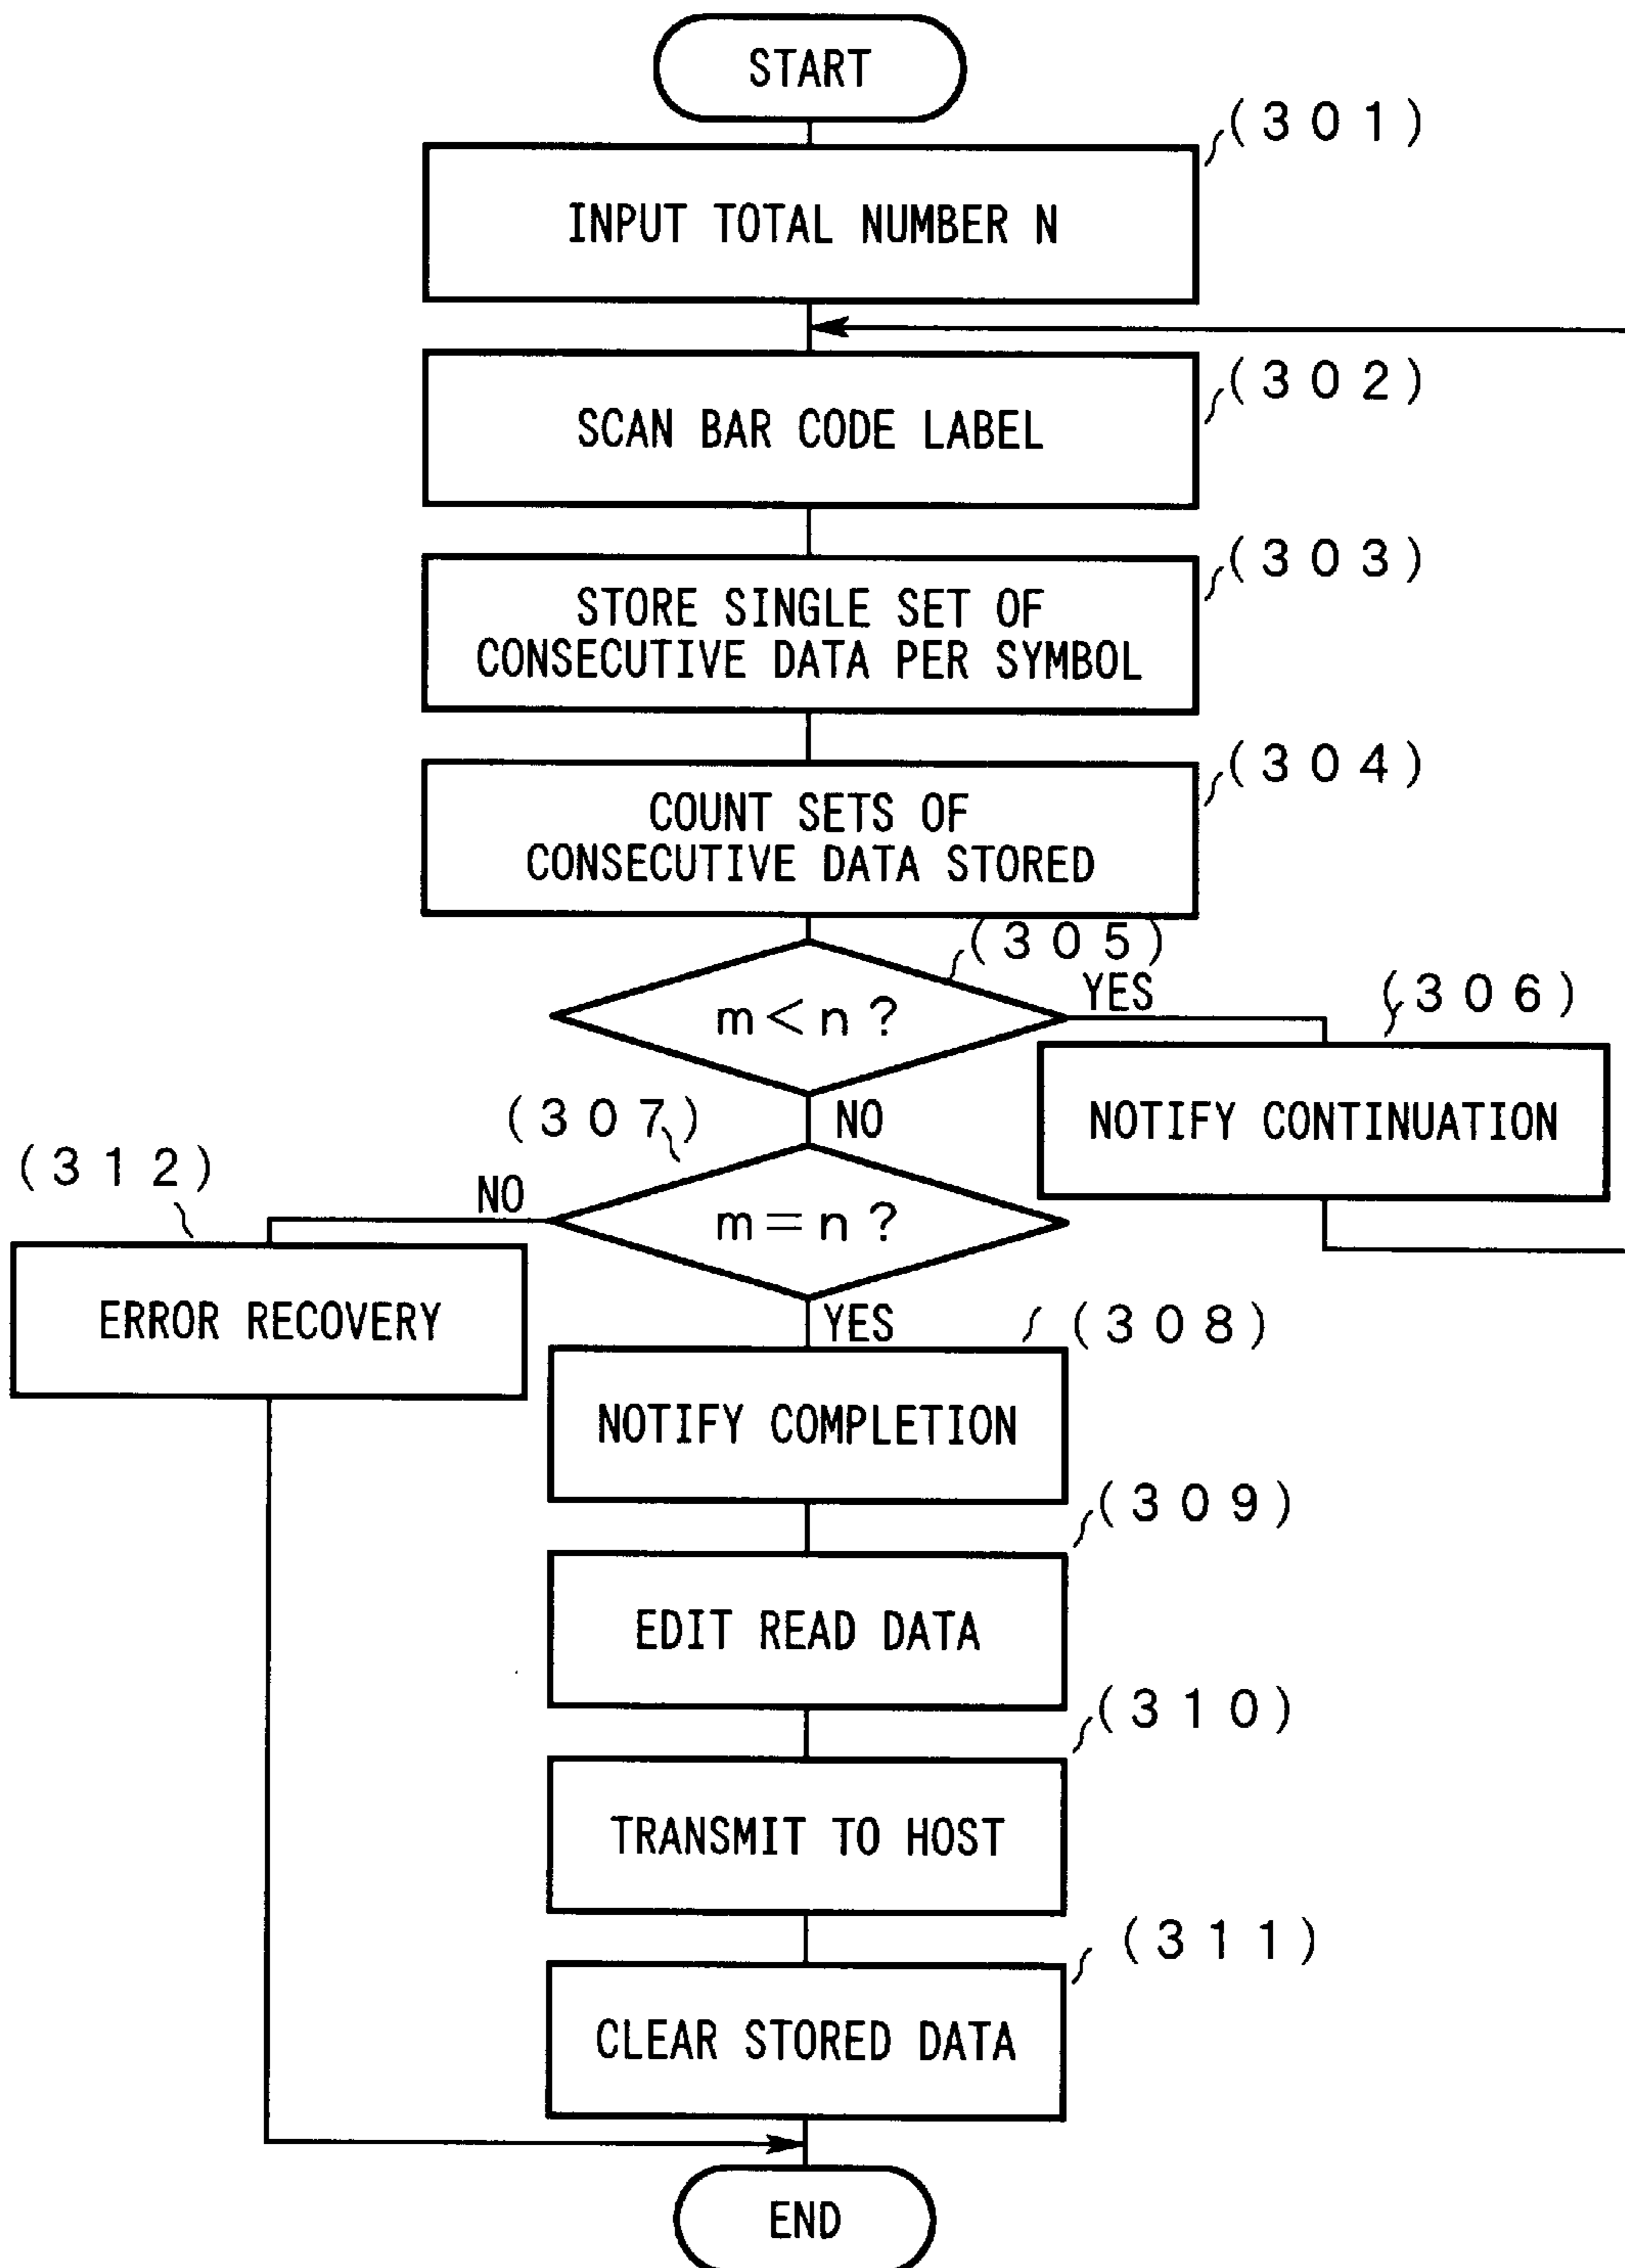 START
(301)
INPUT TOTAL NUMBER N
(302)
SCAN BAR CODE LABEL
(303)
STORE SINGLE SET OF
CONSECUTIVE DATA PER SYMBOL
(304)
COUNT SETS OF
CONSECUTIVE DATA STORED
(305)
m<n?
YES
(306)
NOTIFY CONTINUATION
NO
(307)
m=n?
NO
(312)
ERROR RECOVERY
YES
(308)
NOTIFY COMPLETION
(309)
EDIT READ DATA
(310)
TRANSMIT TO HOST
(311)
CLEAR STORED DATA
END